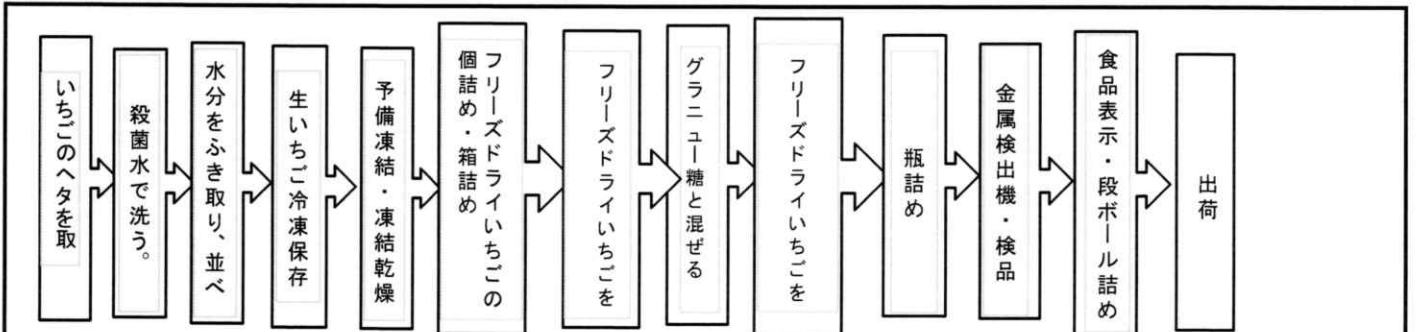 いちごのヘタを取
殺菌水で洗う。
水分をふき取り、並べ
生いちご冷凍保存
予備凍結・凍結乾燥
フリーズドライいちごの
個詰め・箱詰め
フリーズドライいちごを
グラニュー糖と混ぜる
フリーズドライいちごを
瓶詰め
金属検出機・検品
食品表示・段ボール詰め
出荷